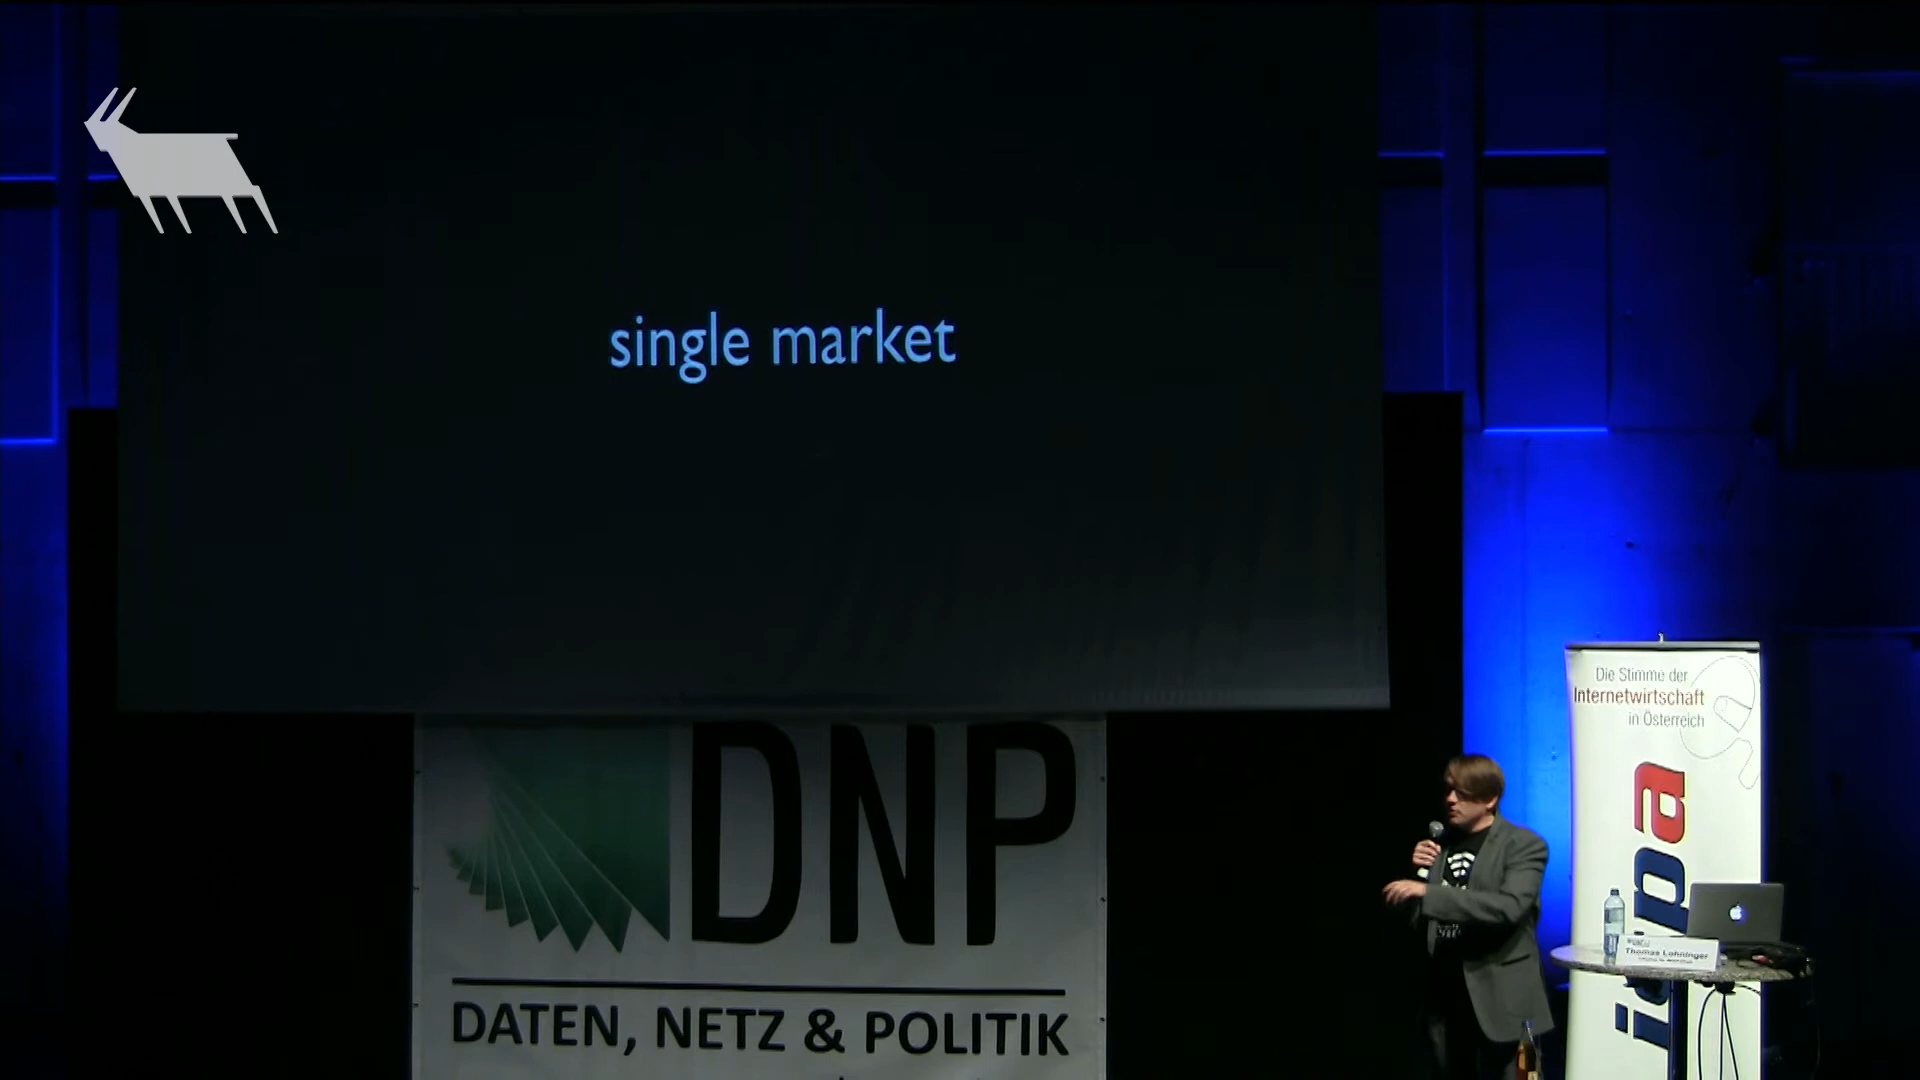 single market
Die Stimme der
Internetwirtschaft
in Österreich
ispa
DNP
DATEN, NETZ & POLITIK
Thomas Lohninger